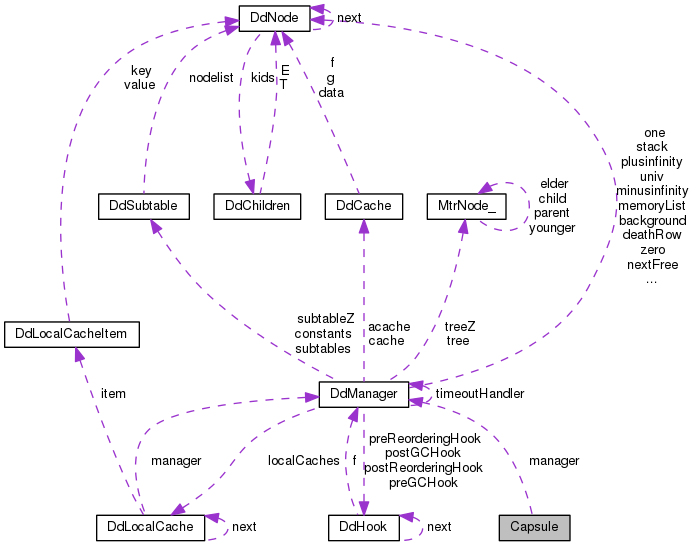 DdNode
next
key
value
nodelist
kids
E
T
f
g
data
one
stack
plusinfinity
univ
minusinfinity
memoryList
background
deathRow
zero
nextFree
...
DdSubtable
DdChildren
DdCache
MtrNode_
elder
child
parent
younger
DdLocalCacheItem
subtableZ
constants
subtables
acache
cache
treeZ
tree
item
DdManager
timeoutHandler
manager
localCaches
f
preReorderingHook
postGCHook
postReorderingHook
preGCHook
manager
DdLocalCache
next
DdHook
next
Capsule